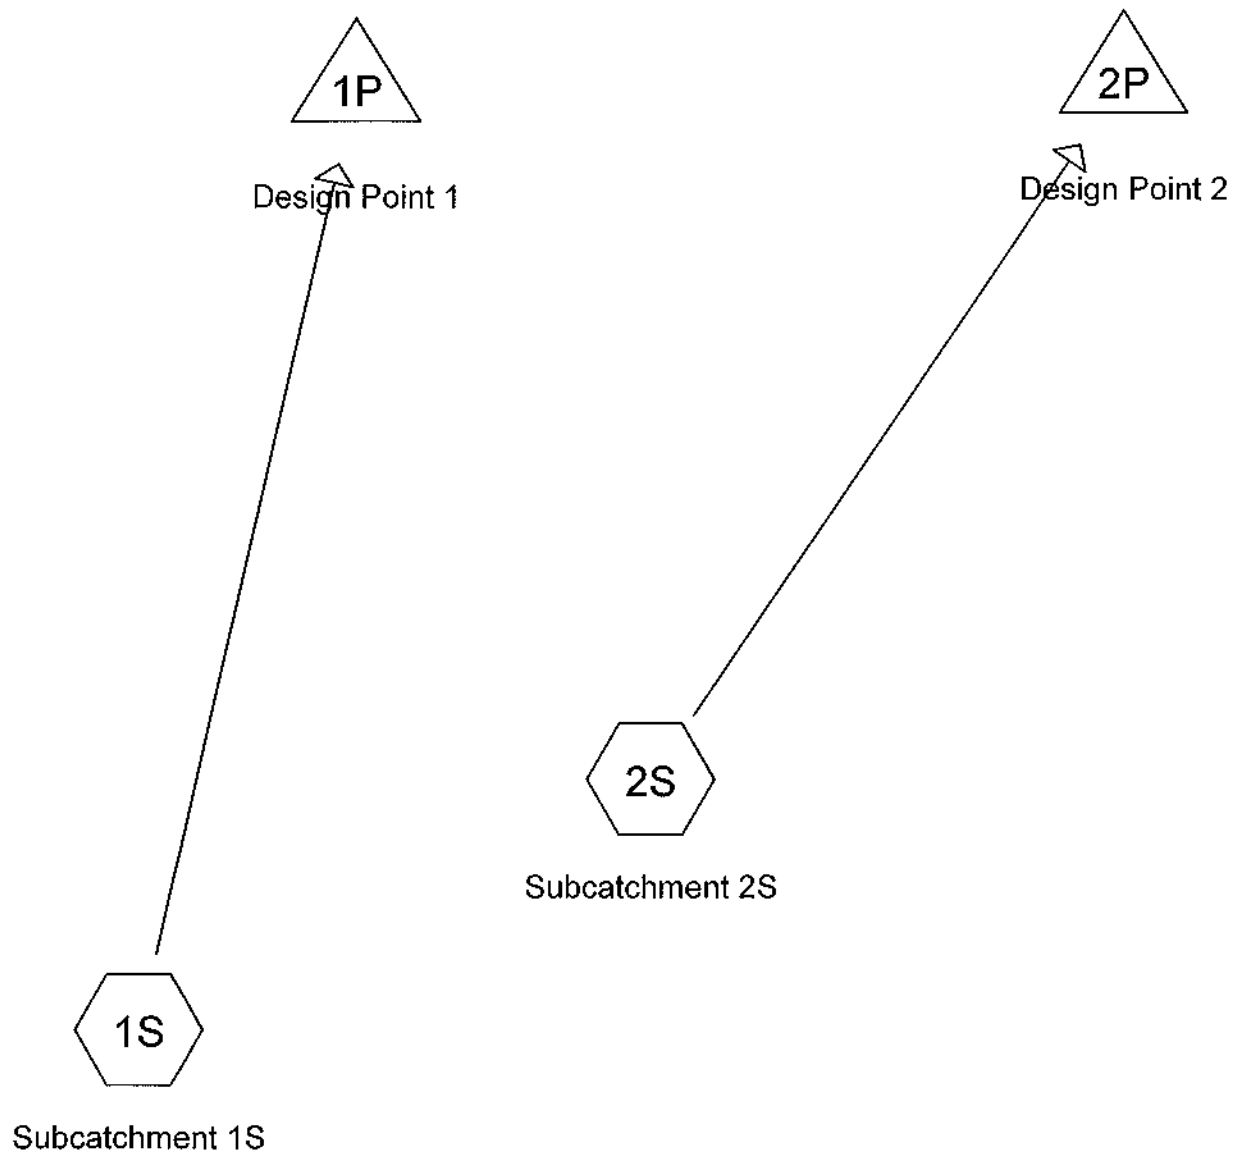 1P
Design Point 1
2P
Design Point 2
2S
Subcatchment 2S
1S
Subcatchment 1S